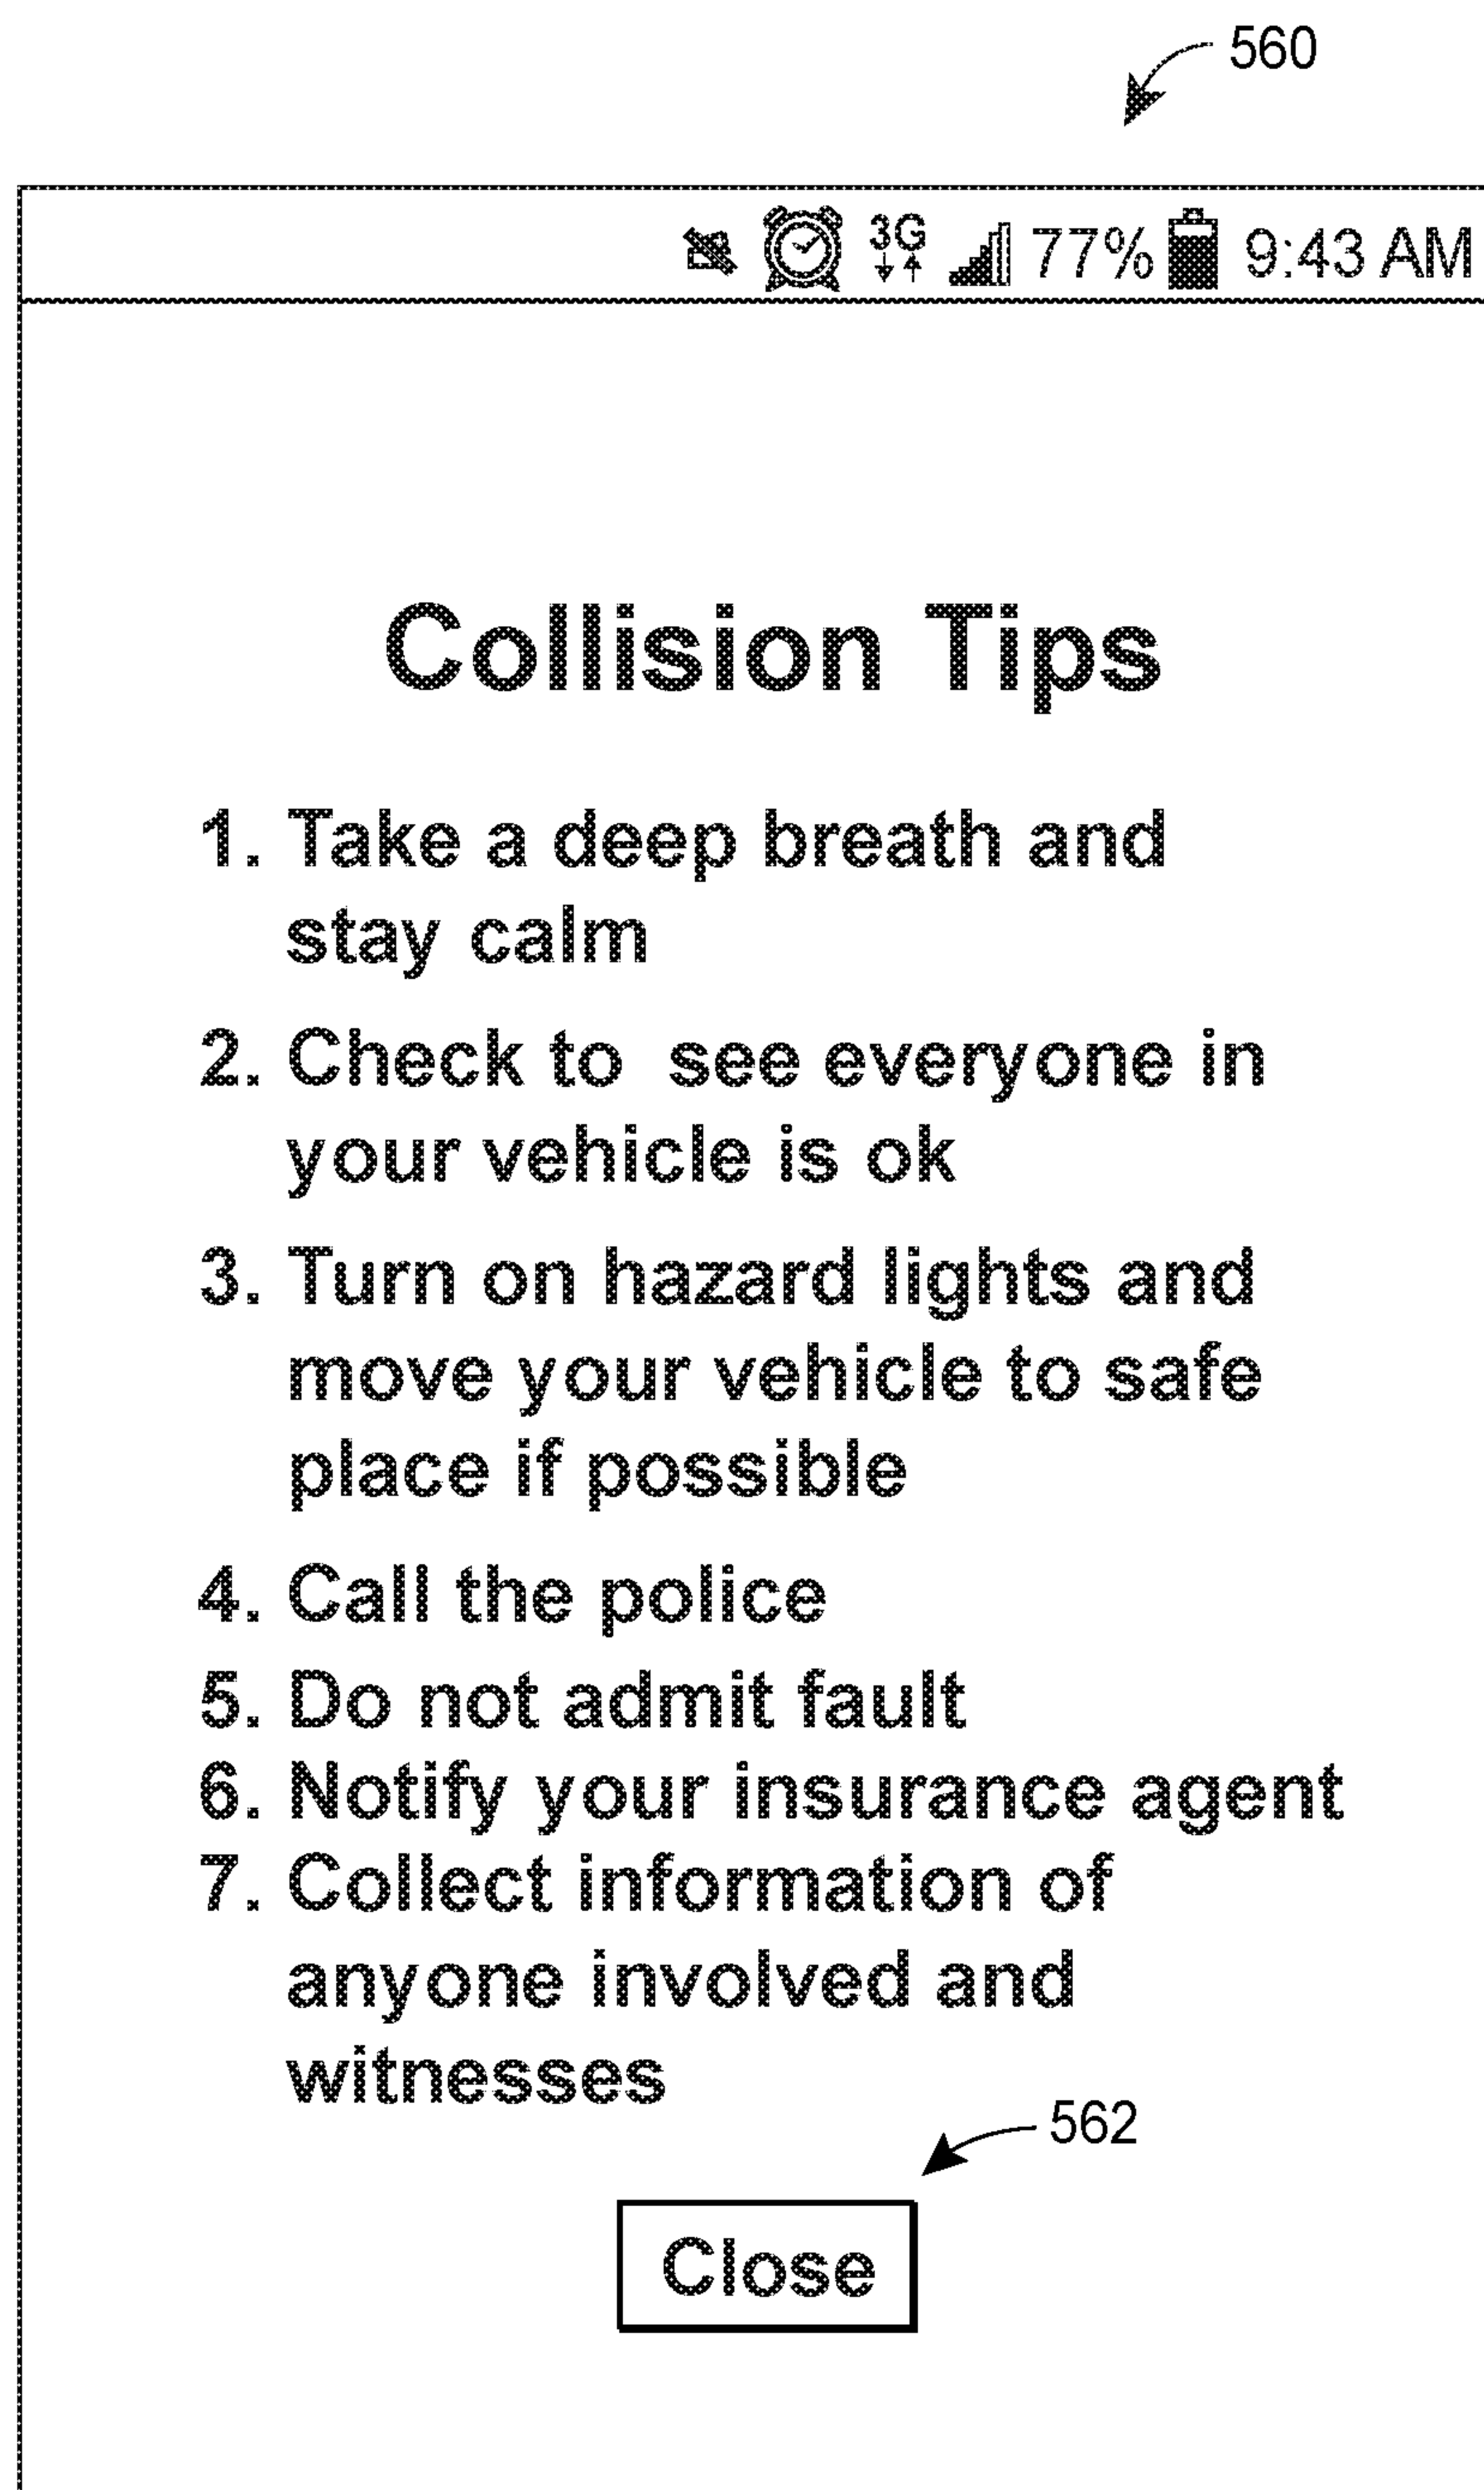 560
3G 77% 9:43 AM
Collision Tips
1. Take a deep breath and
stay calm
2. Check to see everyone in
your vehicle is ok
3. Turn on hazard lights and
move your vehicle to safe
place if possible
4. Call the police
5. Do not admit fault
6. Notify your insurance agent
7. Collect information of
anyone involved and
witnesses
562
Close